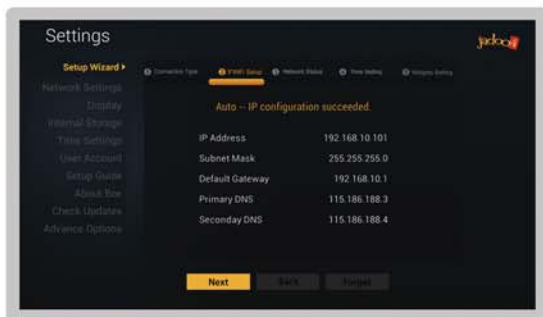 Settings
jadoo
Setup Wizard
Connection Type
2 IP/WiFi Setup
Network Status
Time Setting
Network Settings
Display
Internal Storage
Time Settings
User Account
Setup Guide
About Box
Check Updates
Advance Options
Auto -- IP configuration succeeded.
IP Address 192.168.10.101
Subnet Mask 255.255.255.0
Default Gateway 192.168.10.1
Primary DNS 115.186.188.3
Seconday DNS 115.186.188.4
Next Back Forget